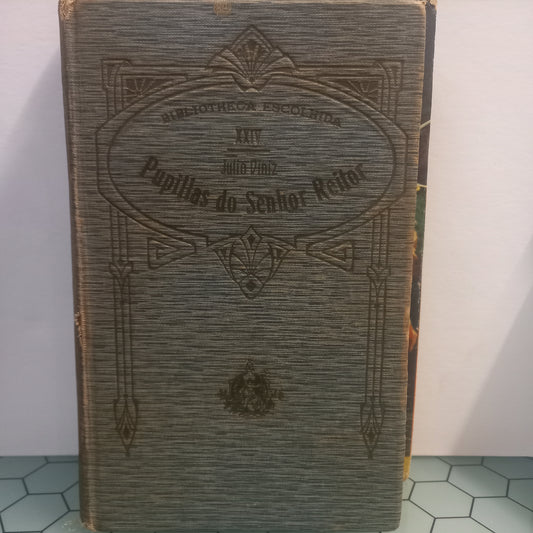 BIBLIOTHECA ESCOLHIDA
XXIV
Julio Diniz
Pupillas do Senhor Reitor